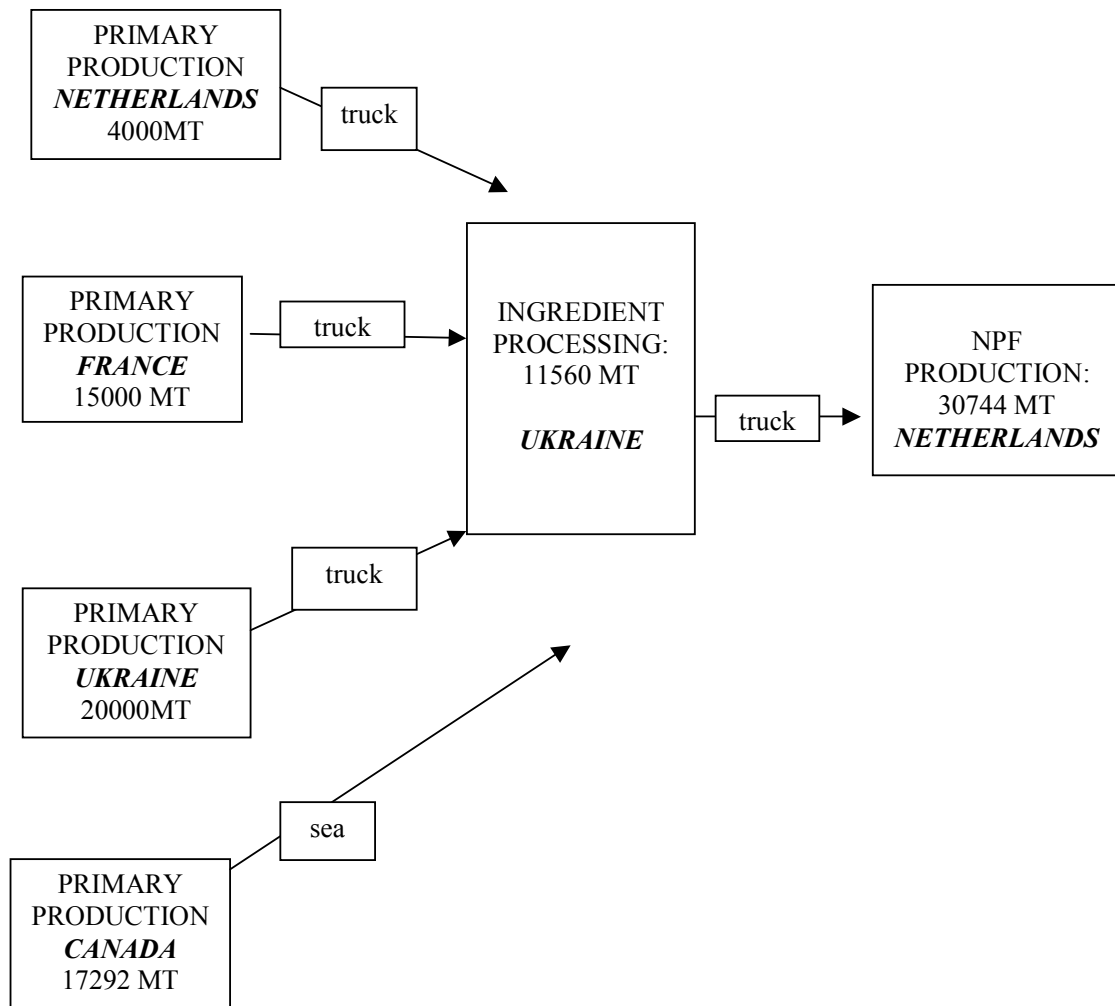 PRIMARY
PRODUCTION
NETHERLANDS
4000MT
truck
PRIMARY
PRODUCTION
FRANCE
15000 MT
truck
INGREDIENT
PROCESSING:
11560 MT
UKRAINE
truck
NPF
PRODUCTION:
30744 MT
NETHERLANDS
PRIMARY
PRODUCTION
UKRAINE
20000MT
truck
PRIMARY
PRODUCTION
CANADA
17292 MT
sea